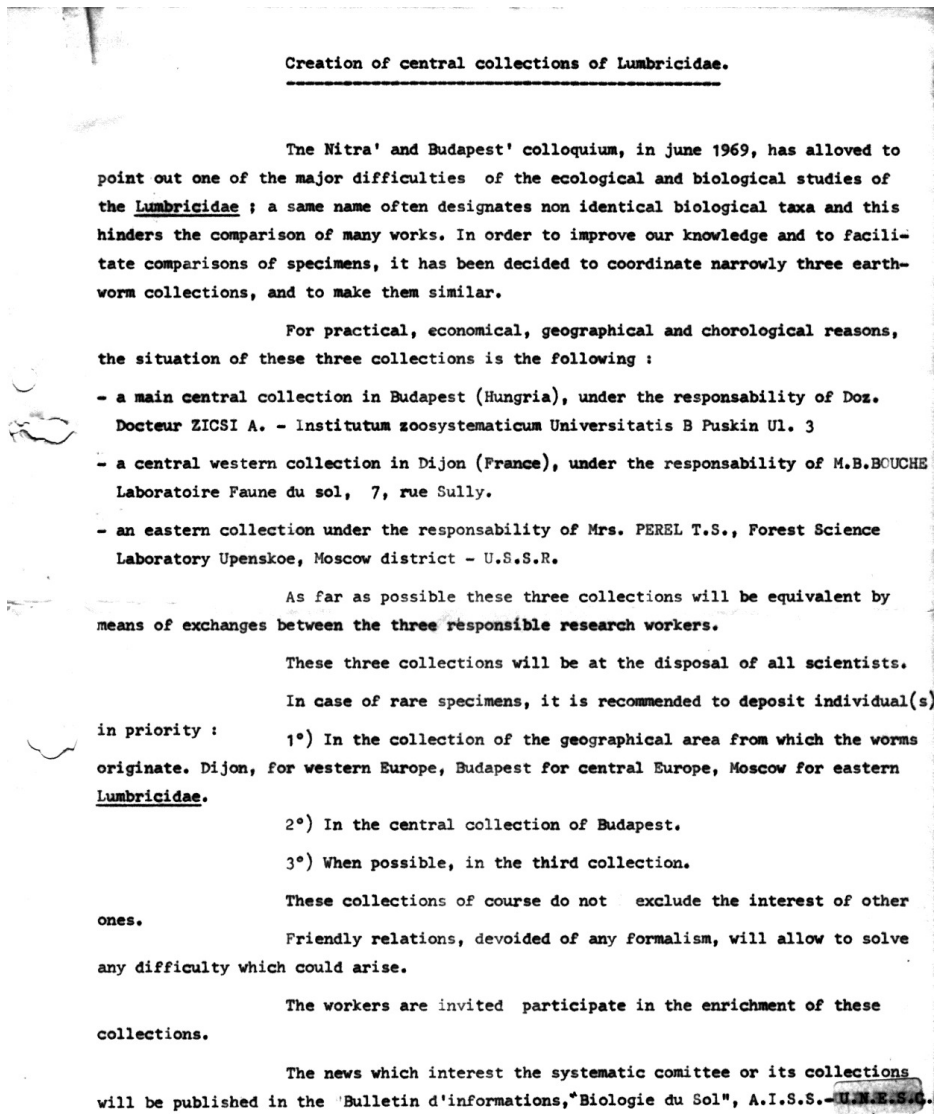 Creation of central collections of Lumbricidae.
Tne Nitra' and Budapest' colloquium, in june 1969, has alloved to
point out one of the major difficulties of the ecological and biological studies of
the Lumbricidae ; a same name often designates non identical biological taxa and this
hinders the comparison of many works. In order to improve our knowledge and to facili-
tate comparisons of specimens, it has been decided to coordinate narrowly three earth-
worm collections, and to make them similar.
For practical, economical, geographical and chorological reasons,
the situation of these three collections is the following :
- a main central collection in Budapest (Hungria), under the responsability of Doz.
Docteur ZICSI A. - Institutum zoosystematicum Universitatis B Puskin Ul. 3
- a central western collection in Dijon (France), under the responsability of M.B.BOUCHE
Laboratoire Faune du sol, 7, rue Sully.
- an eastern collection under the responsability of Mrs. PEREL T.S., Forest Science
Laboratory Upenskoe, Moscow district - U.S.S.R.
As far as possible these three collections will be equivalent by
means of exchanges between the three responsible research workers.
These three collections will be at the disposal of all scientists.
In case of rare specimens, it is recommended to deposit individual(s)
in priority :
1°) In the collection of the geographical area from which the worms
originate. Dijon, for western Europe, Budapest for central Europe, Moscow for eastern
Lumbricidae.
2°) In the central collection of Budapest.
3°) When possible, in the third collection.
These collections of course do not exclude the interest of other
ones.
Friendly relations, devoided of any formalism, will allow to solve
any difficulty which could arise.
The workers are invited participate in the enrichment of these
collections.
The news which interest the systematic comittee or its collections
will be published in the "Bulletin d'informations,"Biologie du Sol", A.I.S.S.-U.N.E.S.C.